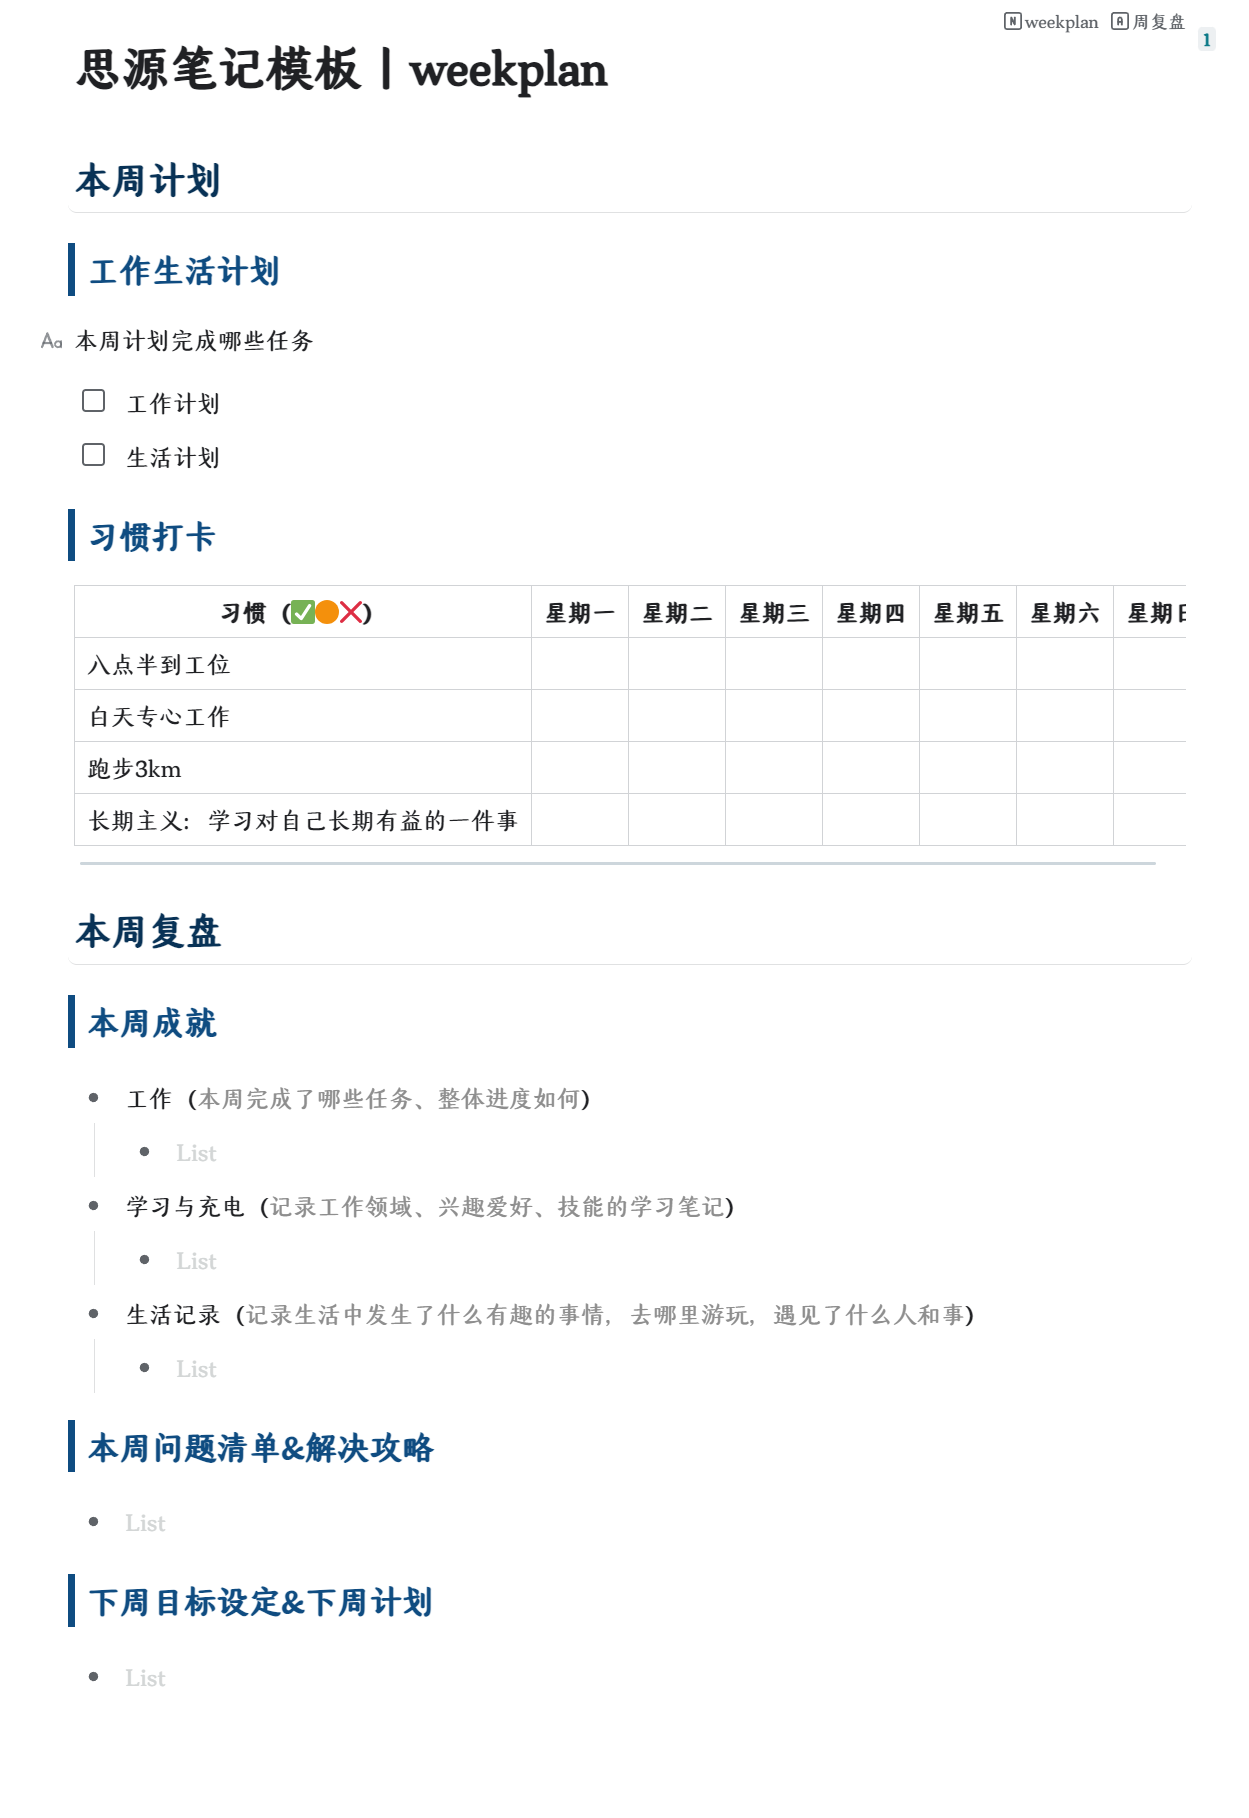 weekplan 周复盘
1
思源笔记模板丨weekplan
本周计划
工作生活计划
Aa 本周计划完成哪些任务
工作计划
生活计划
习惯打卡
习惯（✅🟠❌） 星期一 星期二 星期三 星期四 星期五 星期六 星期日
入点半到工位
白天专心工作
跑步3km
长期主义：学习对自己长期有益的一件事
本周复盘
本周成就
工作（本周完成了哪些任务、整体进度如何）
List
学习与充电（记录工作领域、兴趣爱好、技能的学习笔记）
List
生活记录（记录生活中发生了什么有趣的事情，去哪里游玩，遇见了什么人和事）
List
本周问题清单&解决攻略
List
下周目标设定&下周计划
List